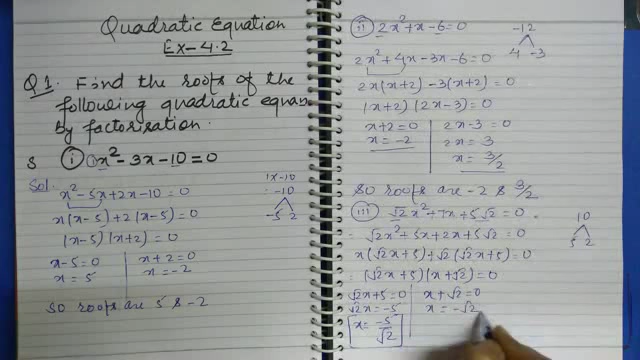 Quadratic Equation
Ex-4.2
Q1. Find the roots of the
following quadratic equan
by factorisation.
(i) x² - 3x - 10 = 0
1x-10
Sol. x² - 5x + 2x - 10 = 0
-10
-5 2
x(x-5) + 2(x-5) = 0
(x-5) (x+2) = 0
x-5=0 | x+2=0
x=5 | x=-2
So roots are 5 & -2
(ii) 2x² + x - 6 = 0
-12
4 -3
2x² + 4x - 3x - 6 = 0
2x(x+2) - 3(x+2) = 0
(x+2) (2x-3) = 0
x+2=0 | 2x-3=0
x=-2 | 2x=3
x=3/2
So roots are -2 & 3/2
(iii) √2x² + 7x + 5√2 = 0
10
5 2
= √2x² + 5x + 2x + 5√2 = 0
x(√2x+5) + √2(√2x+5) = 0
= (√2x+5) (x+√2) = 0
√2x+5=0 | x+√2=0
√2x=-5 | x=-√2
x=-5/√2